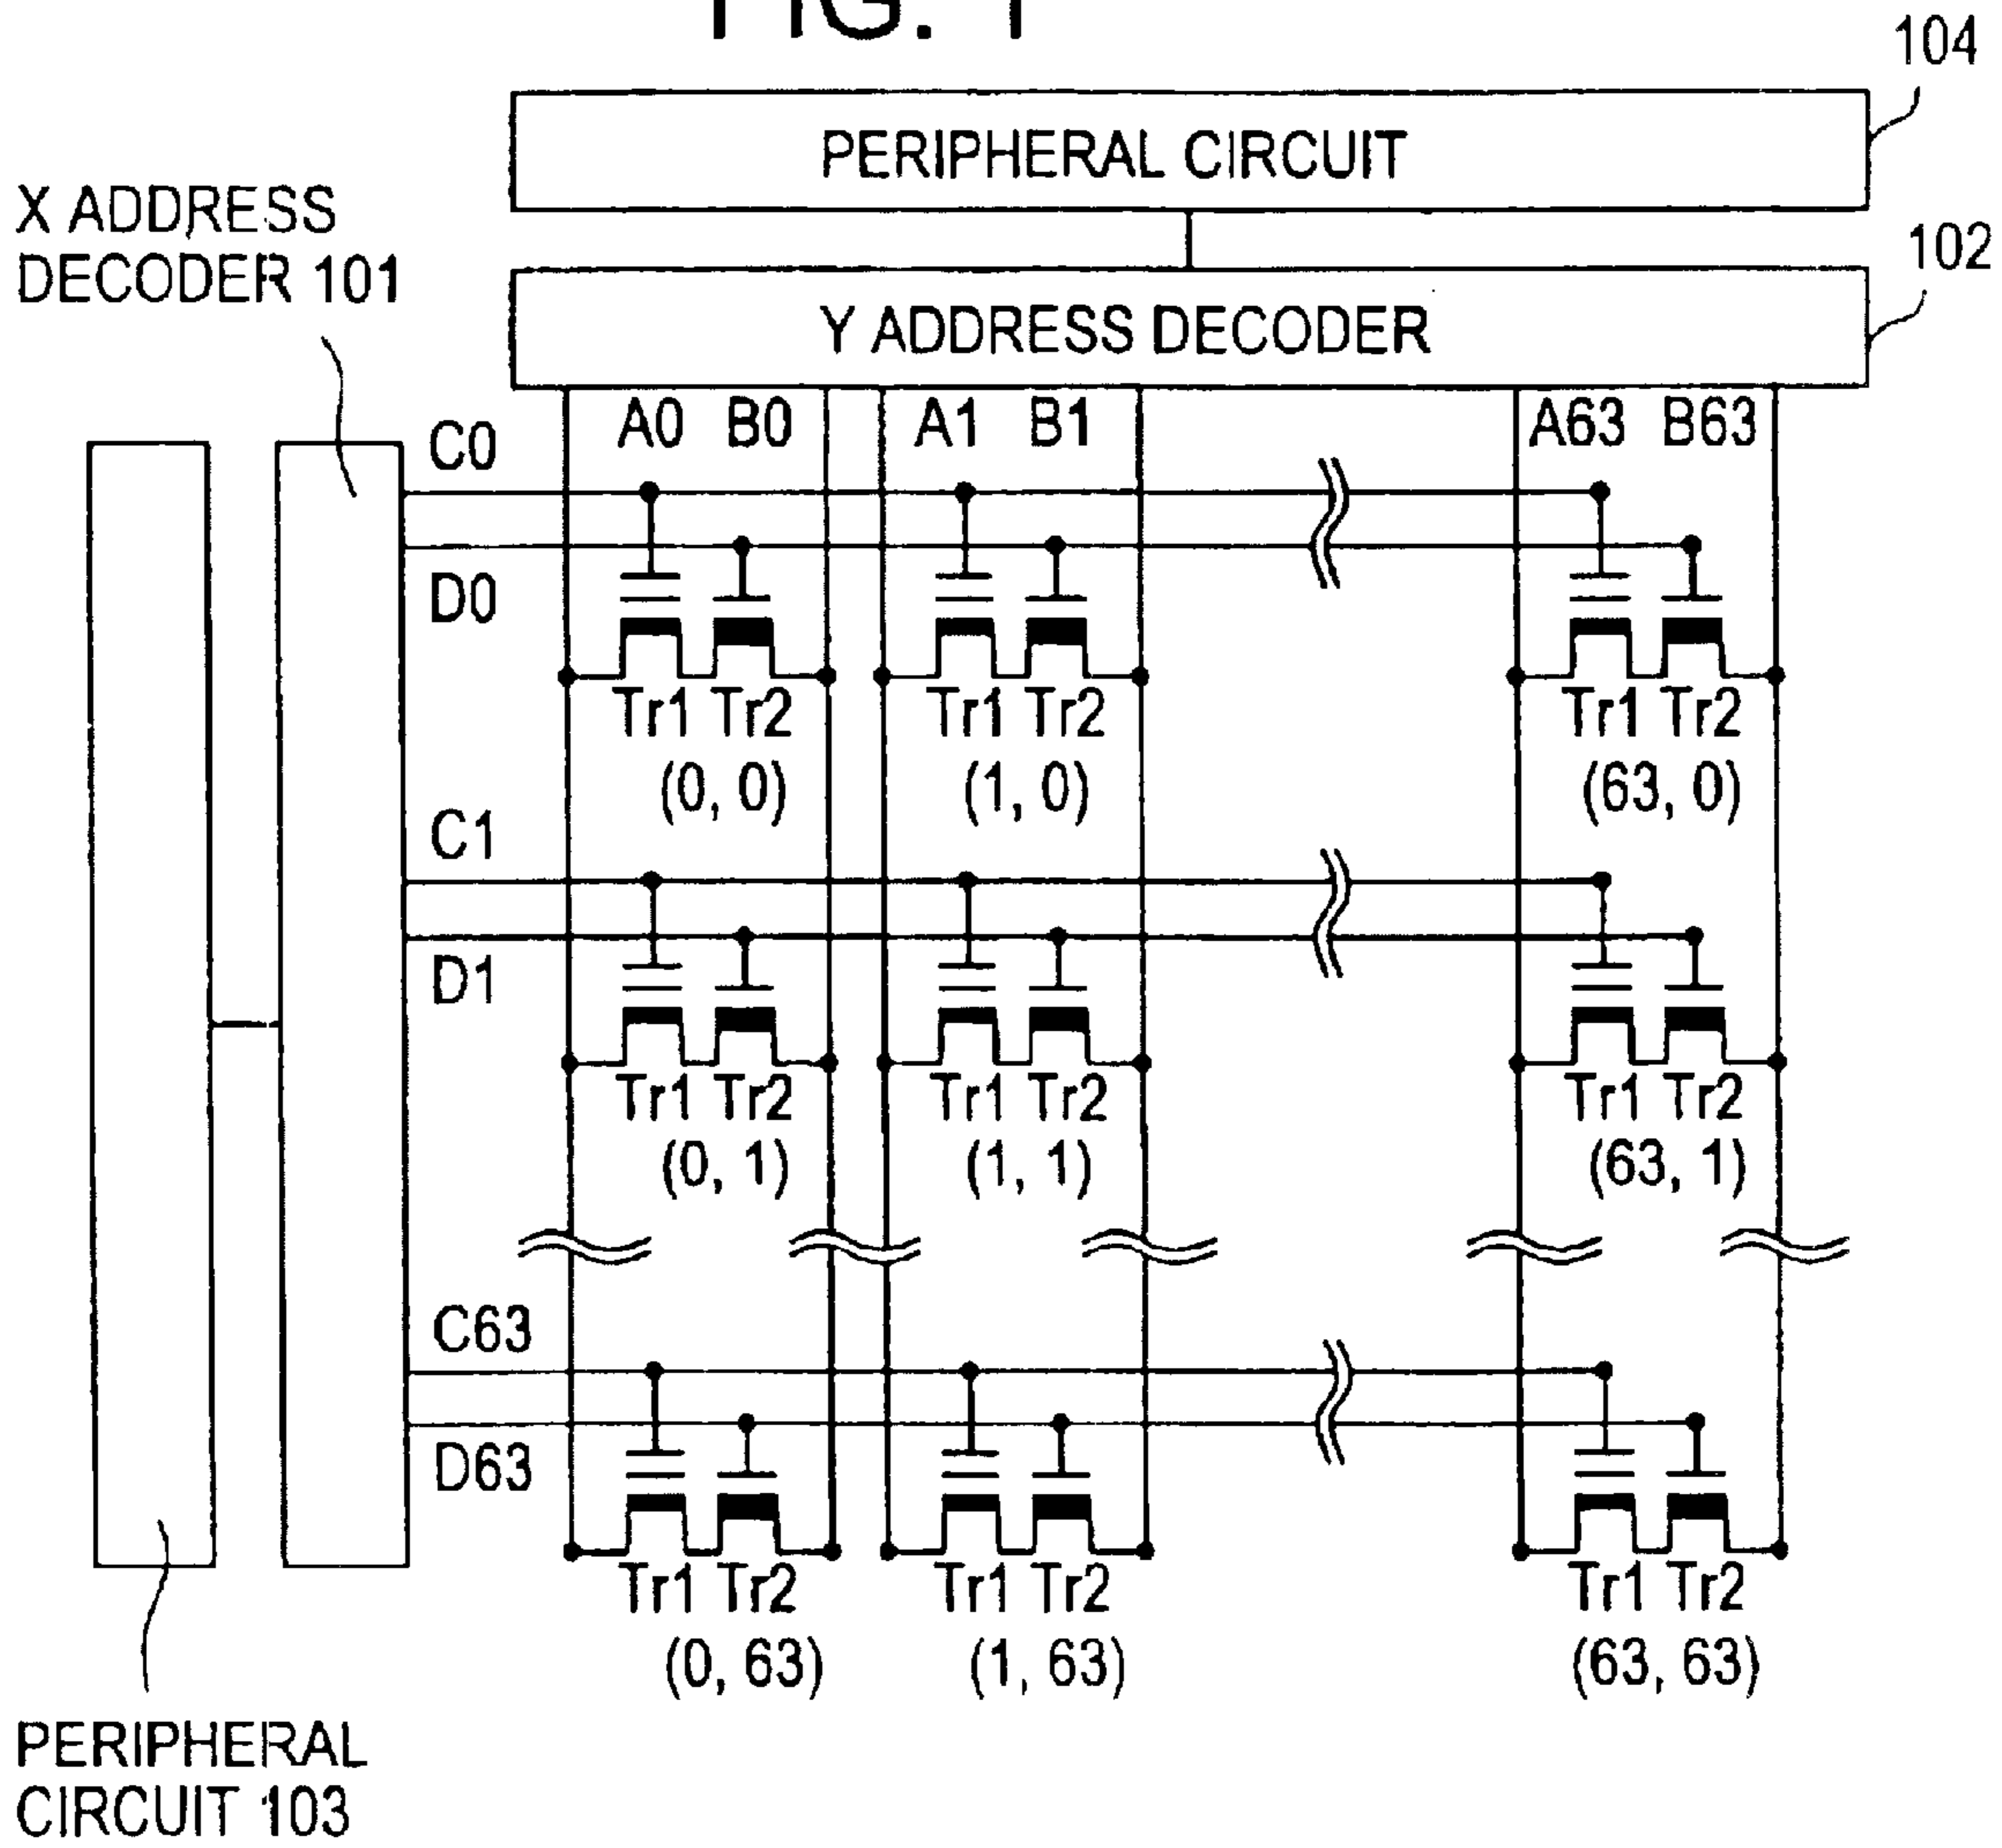 FIG. 1
104
PERIPHERAL CIRCUIT
X ADDRESS
DECODER 101
102
Y ADDRESS DECODER
A0 B0 A1 B1 A63 B63
C0
D0
Tr1 Tr2 Tr1 Tr2 Tr1 Tr2
(0, 0) (1, 0) (63, 0)
C1
D1
Tr1 Tr2 Tr1 Tr2 Tr1 Tr2
(0, 1) (1, 1) (63, 1)
C63
D63
Tr1 Tr2 Tr1 Tr2 Tr1 Tr2
(0, 63) (1, 63) (63, 63)
PERIPHERAL
CIRCUIT 103